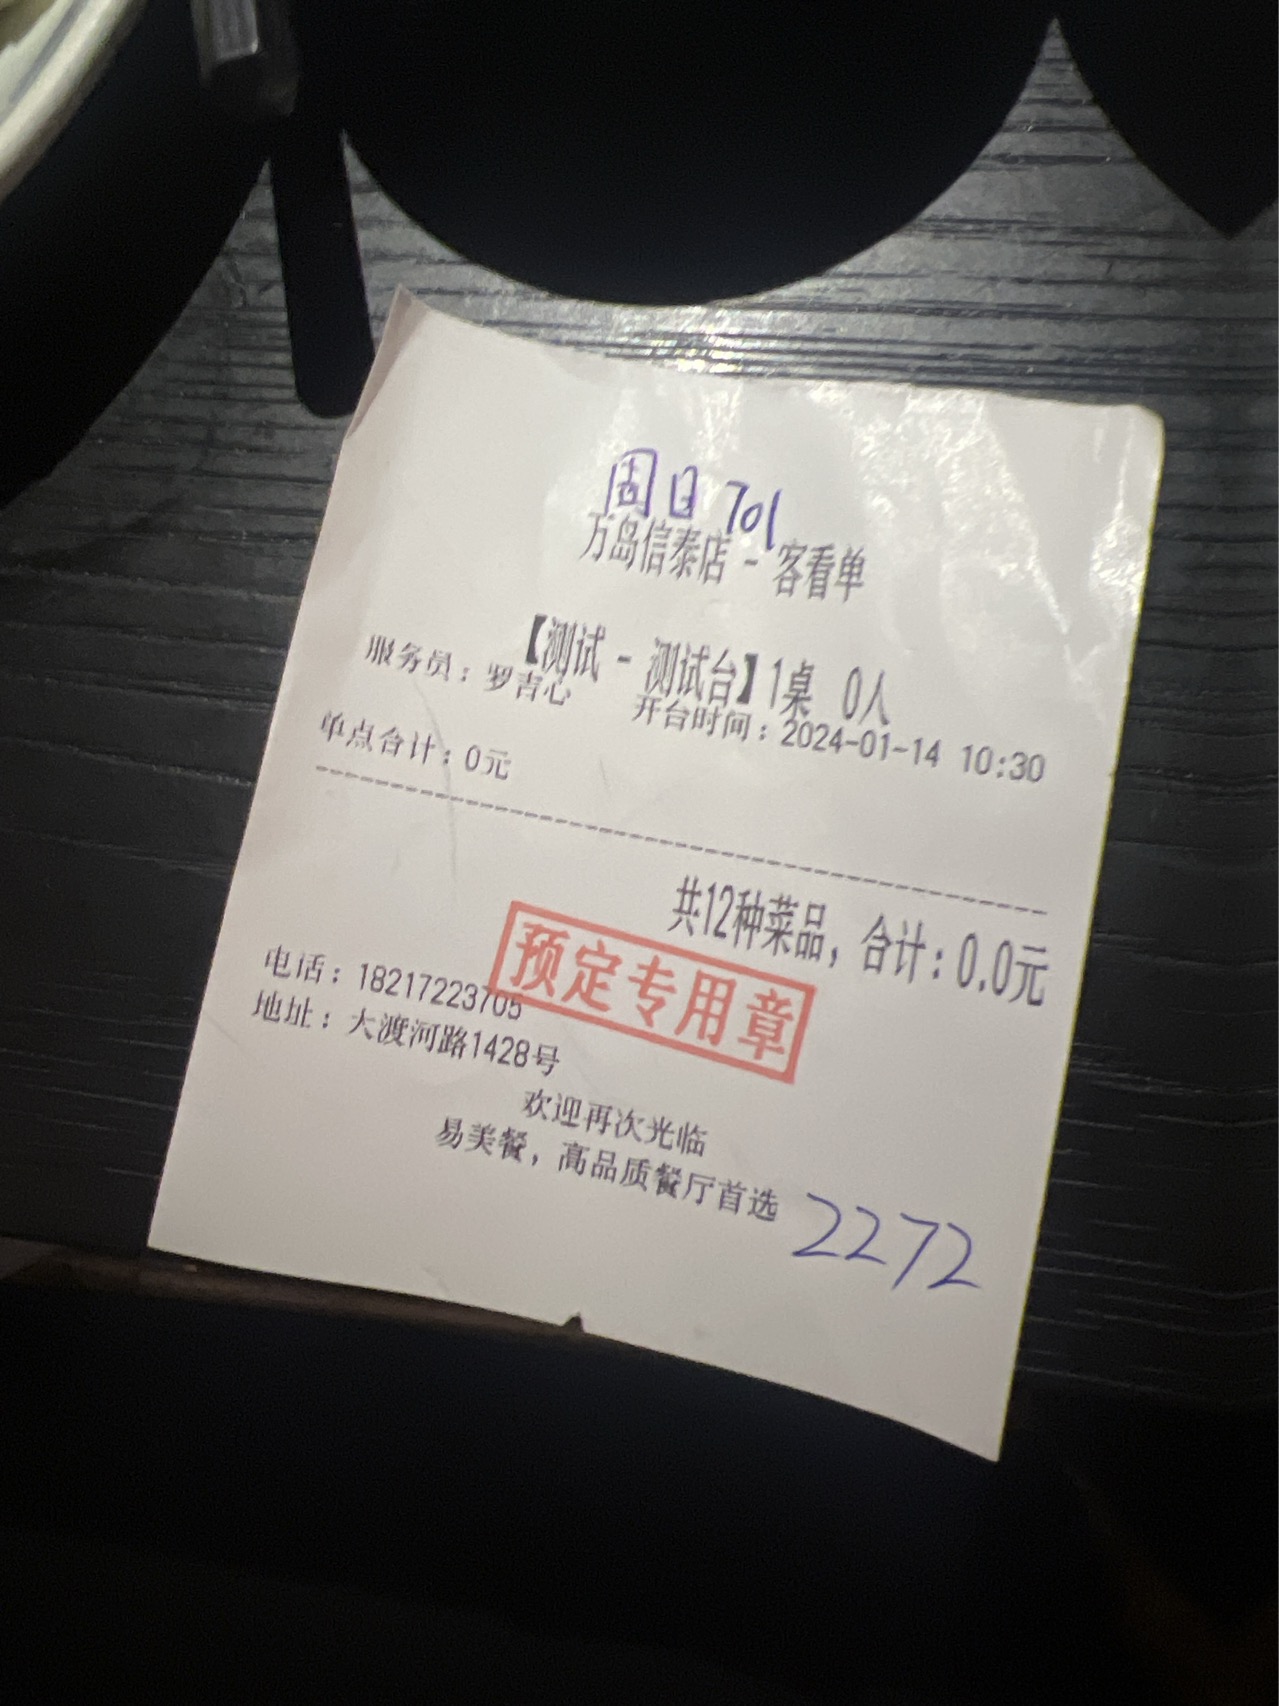 周日 701
万岛信泰店 - 客看单
【测试 - 测试台】1桌 0人
服务员：罗吉心 开台时间：2024-01-14 10:30
单点合计：0元
共12种菜品，合计：0.0元
预定专用章
电话：18217223705
地址：大渡河路1428号
欢迎再次光临
易美餐，高品质餐厅首选
2272